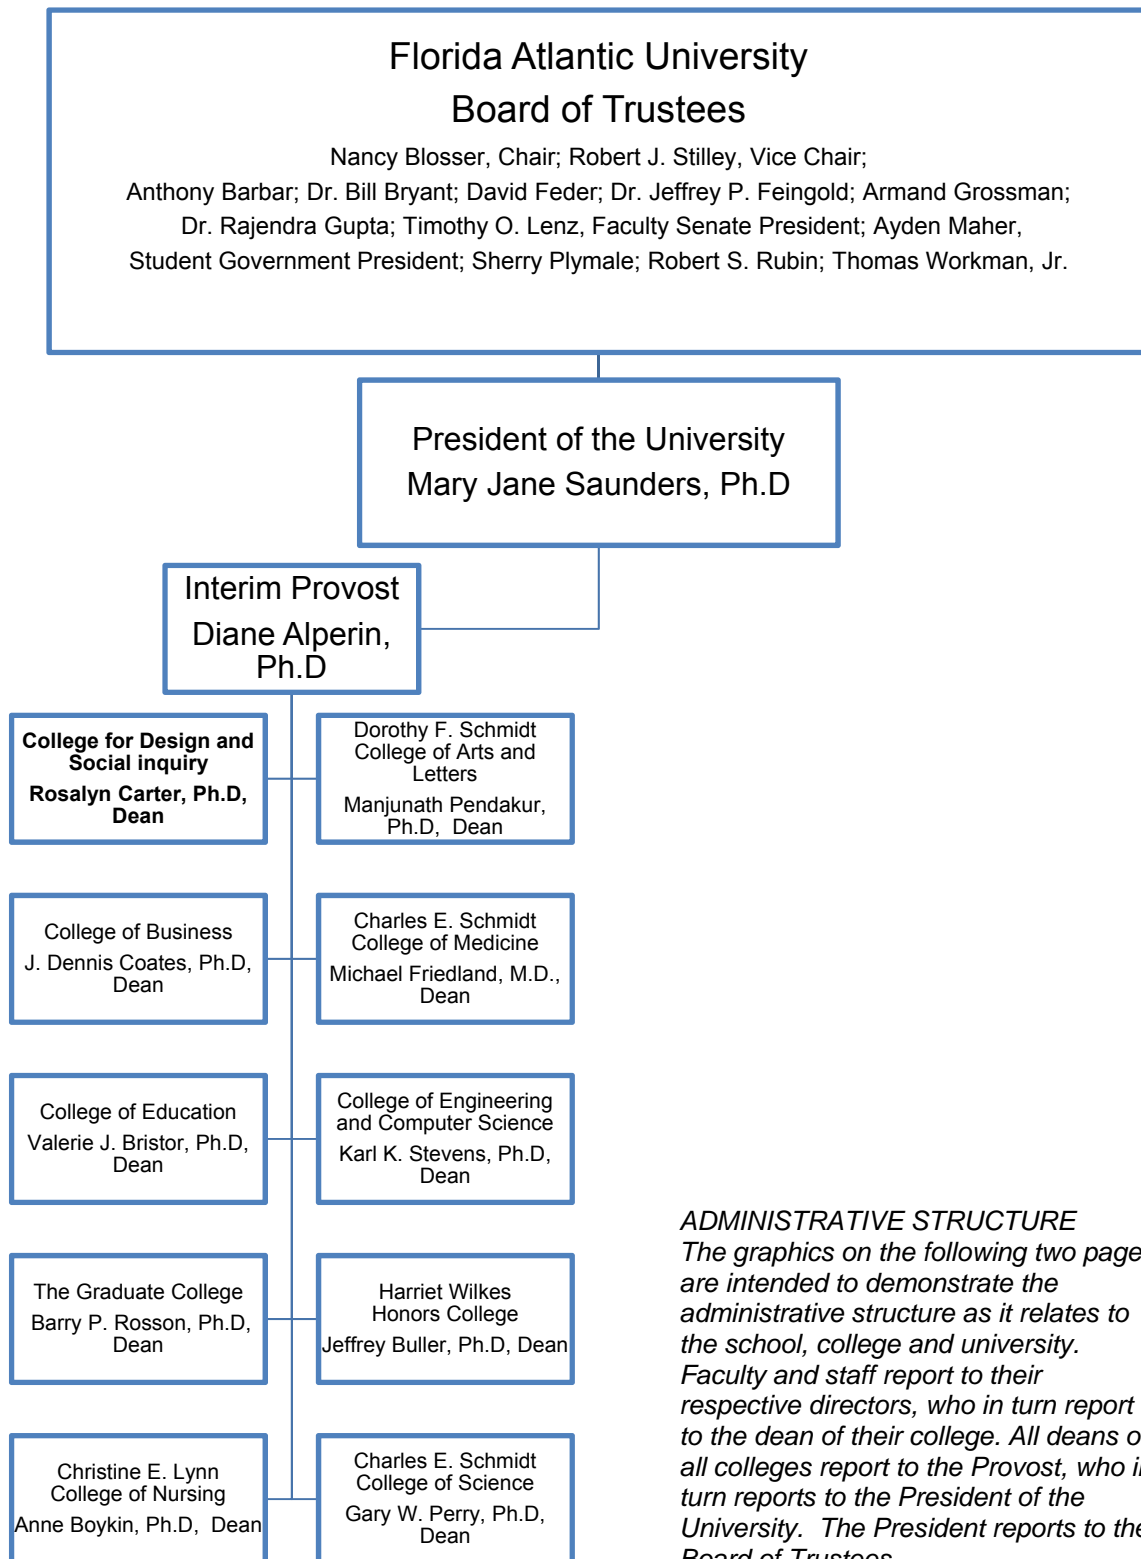 Florida Atlantic University
Board of Trustees
Nancy Blosser, Chair; Robert J. Stilley, Vice Chair;
Anthony Barbar; Dr. Bill Bryant; David Feder; Dr. Jeffrey P. Feingold; Armand Grossman;
Dr. Rajendra Gupta; Timothy O. Lenz, Faculty Senate President; Ayden Maher,
Student Government President; Sherry Plymale; Robert S. Rubin; Thomas Workman, Jr.
President of the University
Mary Jane Saunders, Ph.D
Interim Provost
Diane Alperin,
Ph.D
College for Design and
Social inquiry
Rosalyn Carter, Ph.D,
Dean
Dorothy F. Schmidt
College of Arts and
Letters
Manjunath Pendakur,
Ph.D, Dean
College of Business
J. Dennis Coates, Ph.D,
Dean
Charles E. Schmidt
College of Medicine
Michael Friedland, M.D.,
Dean
College of Education
Valerie J. Bristor, Ph.D,
Dean
College of Engineering
and Computer Science
Karl K. Stevens, Ph.D,
Dean
The Graduate College
Barry P. Rosson, Ph.D,
Dean
Harriet Wilkes
Honors College
Jeffrey Buller, Ph.D, Dean
Christine E. Lynn
College of Nursing
Anne Boykin, Ph.D, Dean
Charles E. Schmidt
College of Science
Gary W. Perry, Ph.D,
Dean
ADMINISTRATIVE STRUCTURE
The graphics on the following two page
are intended to demonstrate the
administrative structure as it relates to
the school, college and university.
Faculty and staff report to their
respective directors, who in turn report
to the dean of their college. All deans o
all colleges report to the Provost, who i
turn reports to the President of the
University. The President reports to the
Board of Trustees